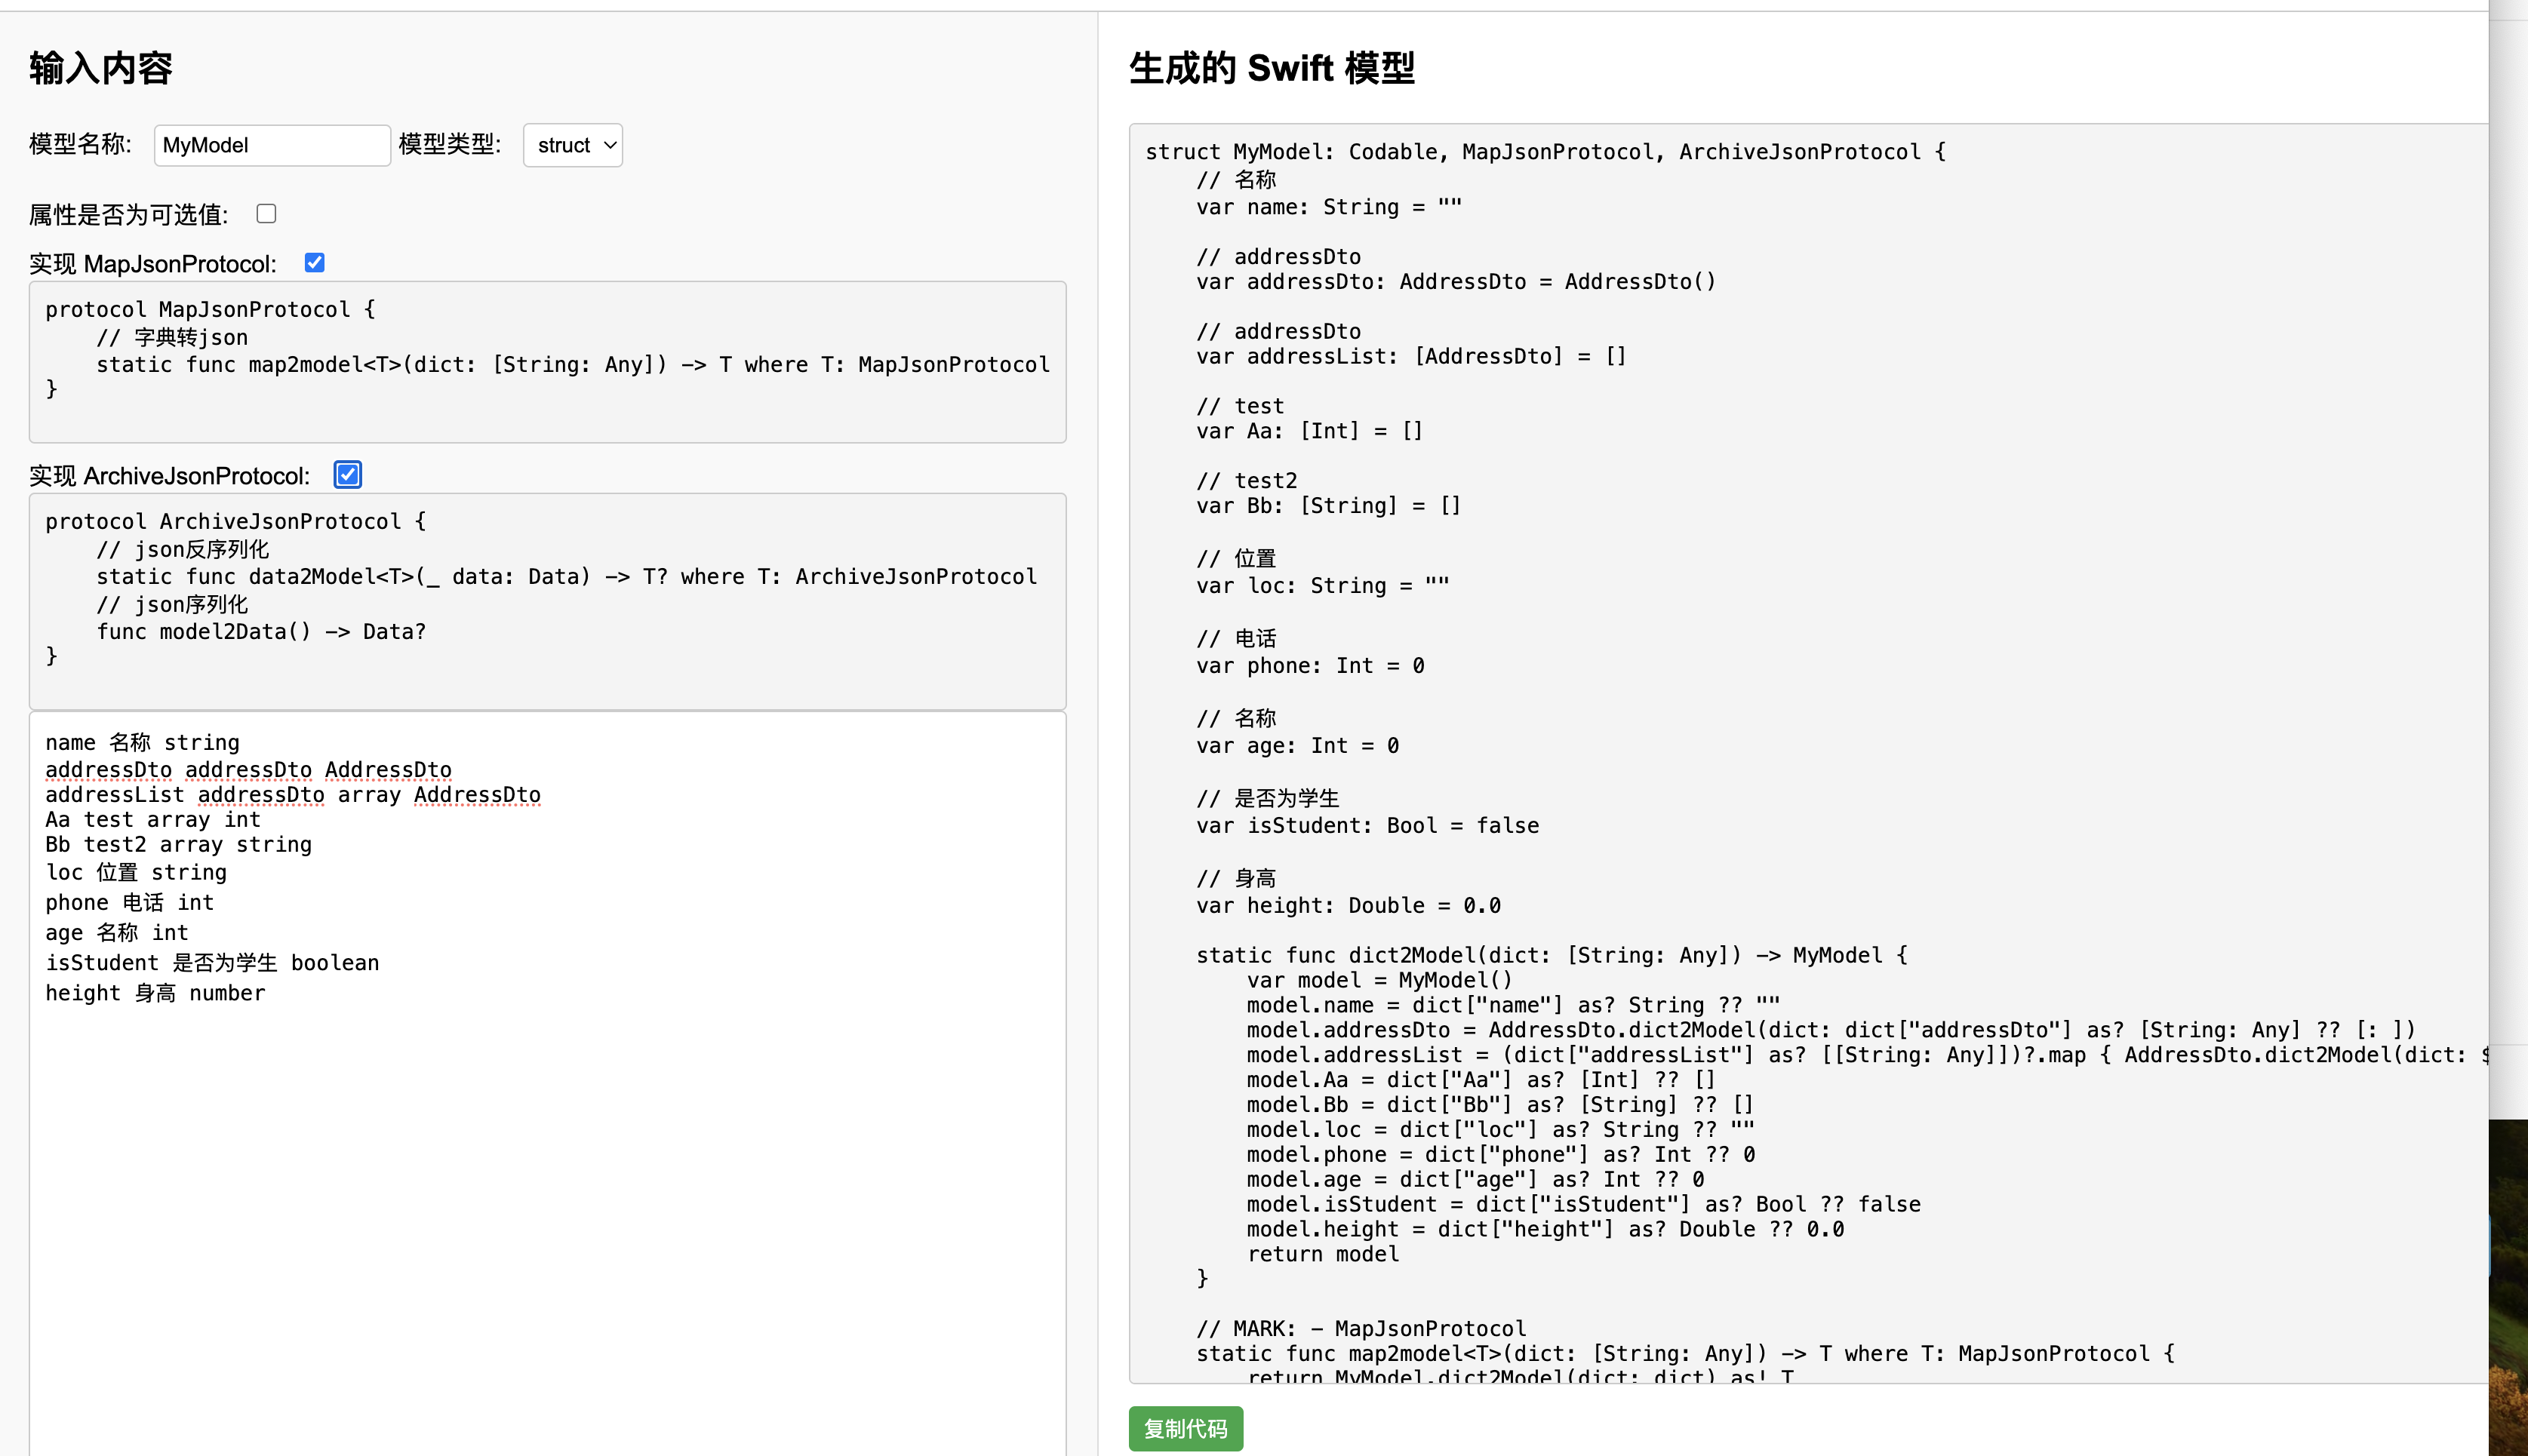 输入内容
模型名称: MyModel 模型类型: struct
属性是否为可选值:
实现 MapJsonProtocol:
protocol MapJsonProtocol {
    // 字典转json
    static func map2model<T>(dict: [String: Any]) -> T where T: MapJsonProtocol
}
实现 ArchiveJsonProtocol:
protocol ArchiveJsonProtocol {
    // json反序列化
    static func data2Model<T>(_ data: Data) -> T? where T: ArchiveJsonProtocol
    // json序列化
    func model2Data() -> Data?
}
name 名称 string
addressDto addressDto AddressDto
addressList addressDto array AddressDto
Aa test array int
Bb test2 array string
loc 位置 string
phone 电话 int
age 名称 int
isStudent 是否为学生 boolean
height 身高 number
生成的 Swift 模型
struct MyModel: Codable, MapJsonProtocol, ArchiveJsonProtocol {
    // 名称
    var name: String = ""
    // addressDto
    var addressDto: AddressDto = AddressDto()
    // addressDto
    var addressList: [AddressDto] = []
    // test
    var Aa: [Int] = []
    // test2
    var Bb: [String] = []
    // 位置
    var loc: String = ""
    // 电话
    var phone: Int = 0
    // 名称
    var age: Int = 0
    // 是否为学生
    var isStudent: Bool = false
    // 身高
    var height: Double = 0.0
    static func dict2Model(dict: [String: Any]) -> MyModel {
        var model = MyModel()
        model.name = dict["name"] as? String ?? ""
        model.addressDto = AddressDto.dict2Model(dict: dict["addressDto"] as? [String: Any] ?? [: ])
        model.addressList = (dict["addressList"] as? [[String: Any]])?.map { AddressDto.dict2Model(dict: $
        model.Aa = dict["Aa"] as? [Int] ?? []
        model.Bb = dict["Bb"] as? [String] ?? []
        model.loc = dict["loc"] as? String ?? ""
        model.phone = dict["phone"] as? Int ?? 0
        model.age = dict["age"] as? Int ?? 0
        model.isStudent = dict["isStudent"] as? Bool ?? false
        model.height = dict["height"] as? Double ?? 0.0
        return model
    }
    // MARK: - MapJsonProtocol
    static func map2model<T>(dict: [String: Any]) -> T where T: MapJsonProtocol {
        return MyModel.dict2Model(dict: dict) as! T
复制代码